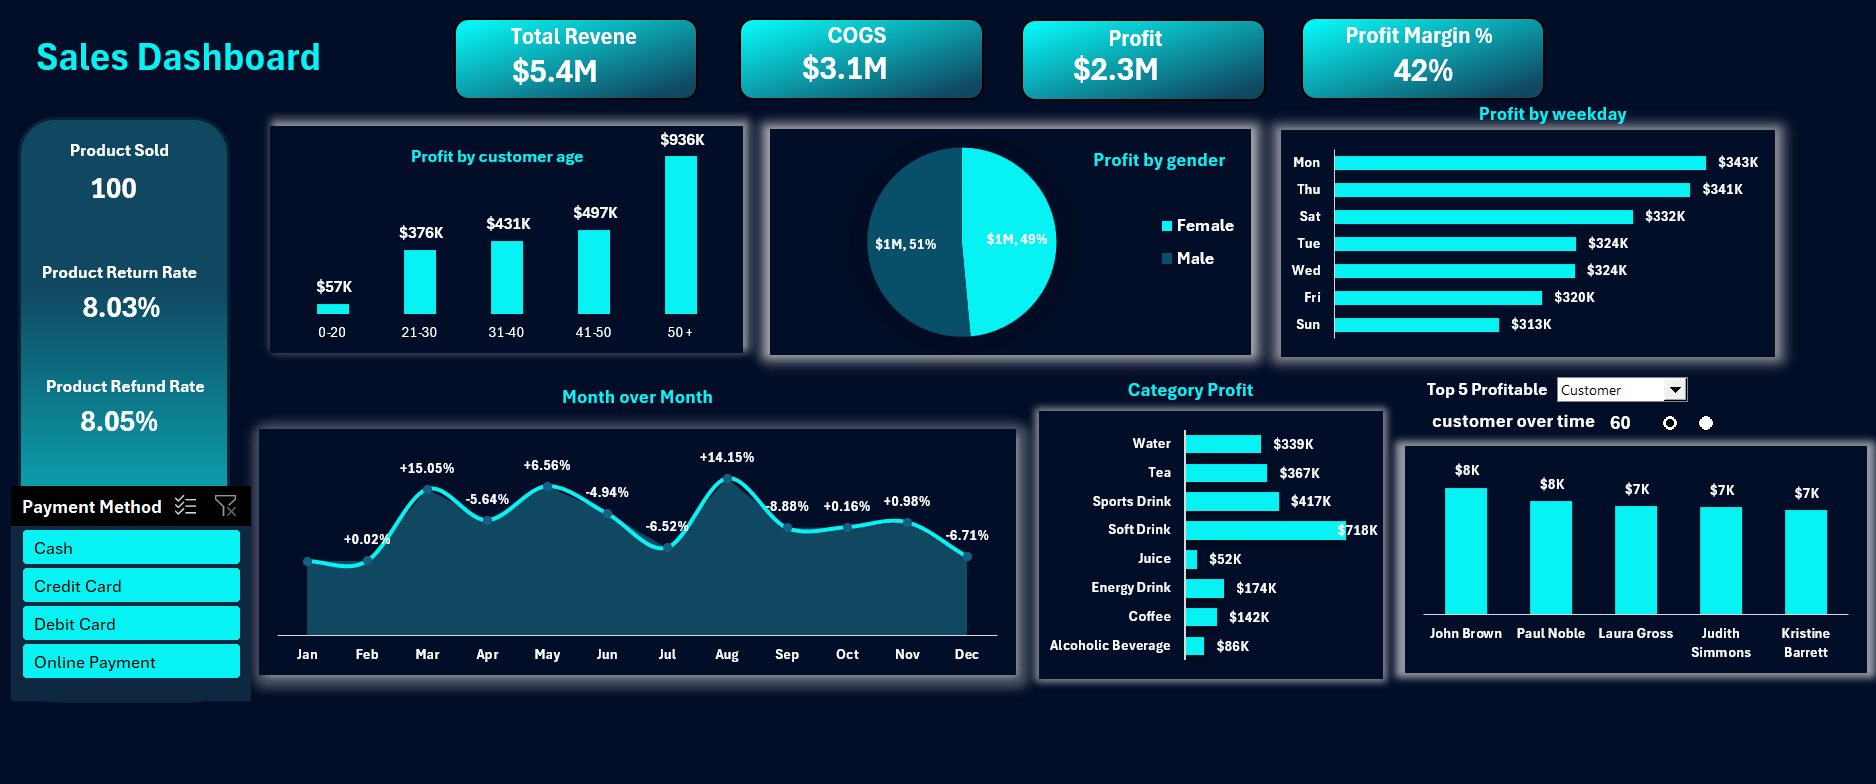 Sales Dashboard
Total Revene
$5.4M
COGS
$3.1M
Profit
$2.3M
Profit Margin %
42%
Product Sold
100
Product Return Rate
8.03%
Product Refund Rate
8.05%
Payment Method
Cash
Credit Card
Debit Card
Online Payment
Profit by customer age
$57K
$376K
$431K
$497K
$936K
0-20
21-30
31-40
41-50
50 +
Profit by gender
$1M, 51%
$1M, 49%
Female
Male
Profit by weekday
Mon $343K
Thu $341K
Sat $332K
Tue $324K
Wed $324K
Fri $320K
Sun $313K
Month over Month
+0.02%
+15.05%
-5.64%
+6.56%
-4.94%
-6.52%
+14.15%
-8.88%
+0.16%
+0.98%
-6.71%
Jan Feb Mar Apr May Jun Jul Aug Sep Oct Nov Dec
Category Profit
Water $339K
Tea $367K
Sports Drink $417K
Soft Drink $718K
Juice $52K
Energy Drink $174K
Coffee $142K
Alcoholic Beverage $86K
Top 5 Profitable Customer
customer over time 60
$8K
$8K
$7K
$7K
$7K
John Brown
Paul Noble
Laura Gross
Judith
Simmons
Kristine
Barrett